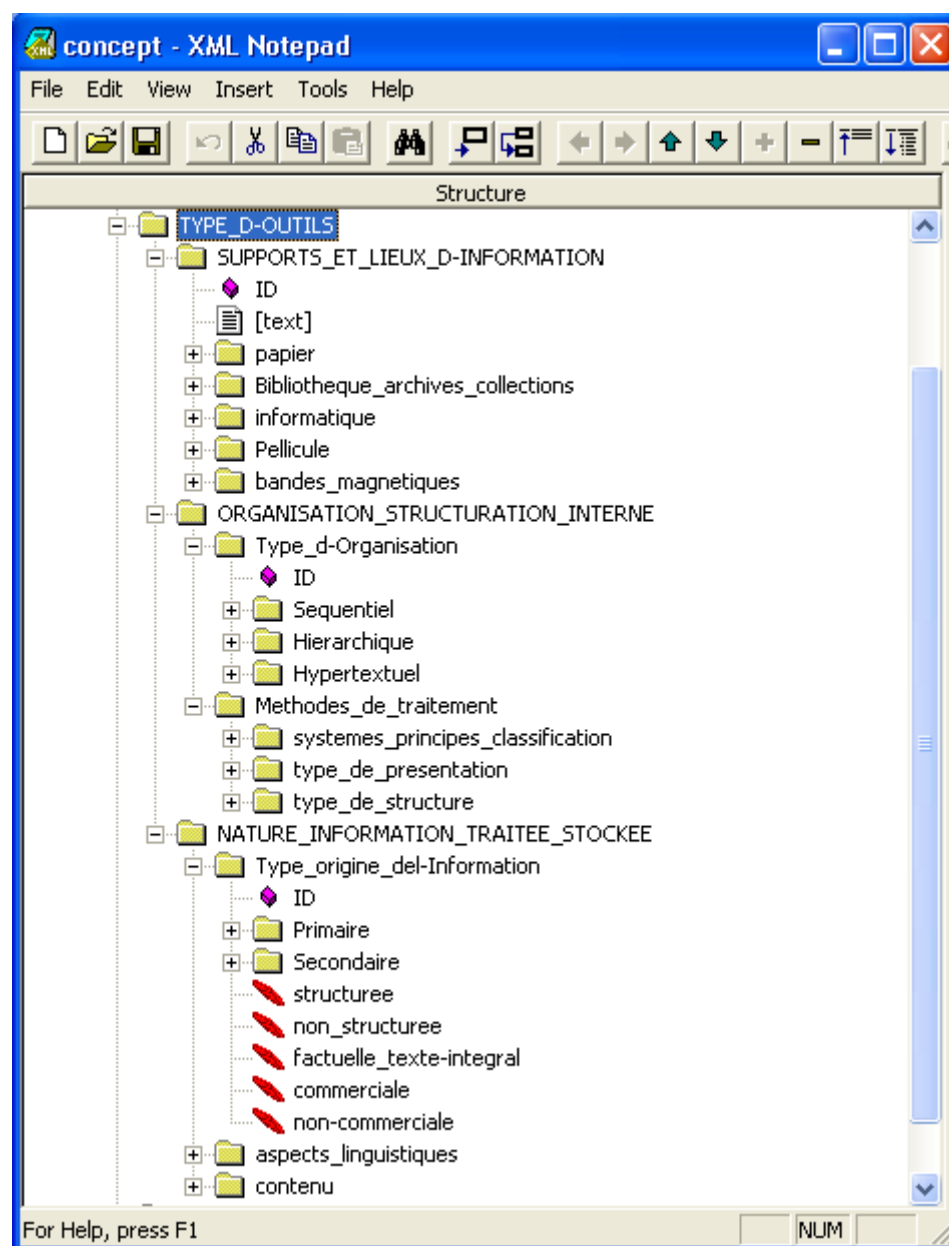 concept - XML Notepad
File Edit View Insert Tools Help
Structure
TYPE_D-OUTILS
SUPPORTS_ET_LIEUX_D-INFORMATION
ID
[text]
papier
Bibliotheque_archives_collections
informatique
Pellicule
bandes_magnetiques
ORGANISATION_STRUCTURATION_INTERNE
Type_d-Organisation
ID
Sequentiel
Hierarchique
Hypertextuel
Methodes_de_traitement
systemes_principes_classification
type_de_presentation
type_de_structure
NATURE_INFORMATION_TRAITEE_STOCKEE
Type_origine_del-Information
ID
Primaire
Secondaire
structuree
non_structuree
factuelle_texte-integral
commerciale
non-commerciale
aspects_linguistiques
contenu
For Help, press F1 NUM